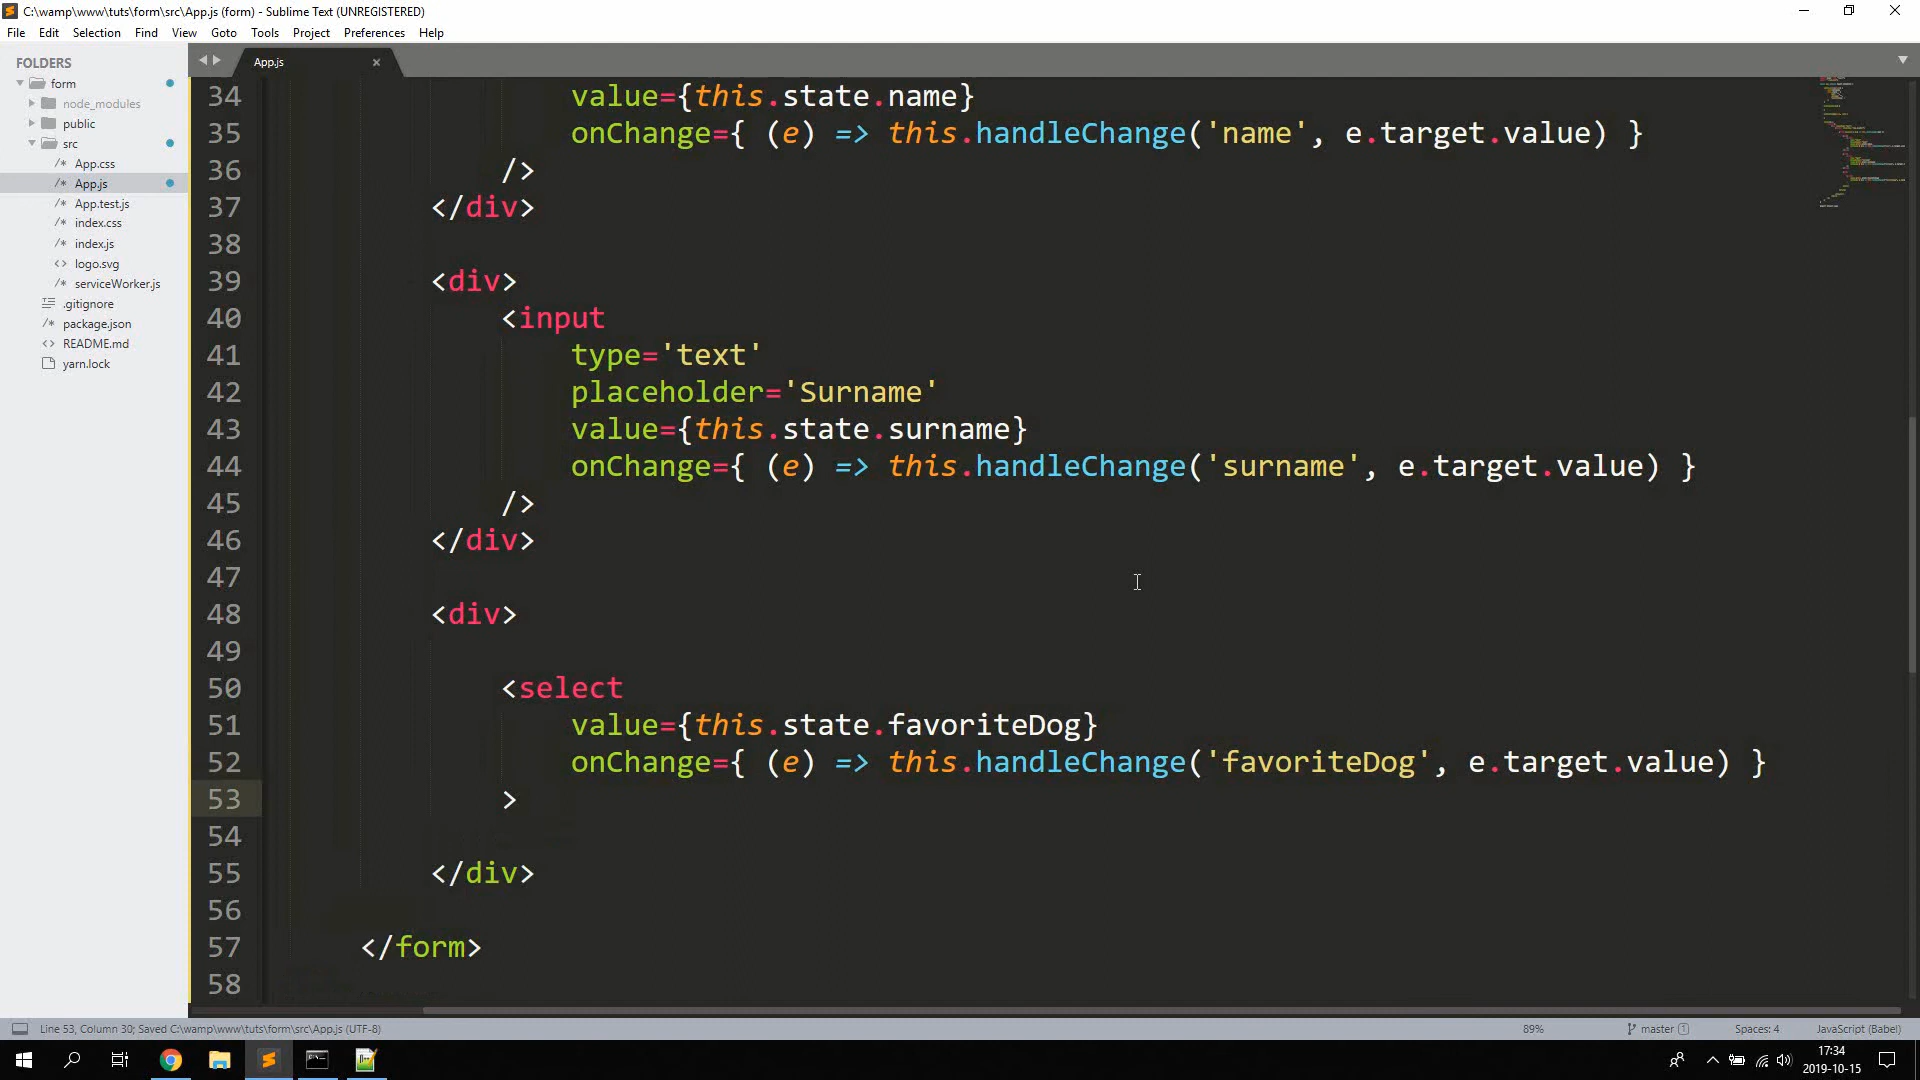 C:\wamp\www\tuts\form\src\App.js (form) - Sublime Text (UNREGISTERED)
File Edit Selection Find View Goto Tools Project Preferences Help
FOLDERS
form
node_modules
public
src
/* App.css
/* App.js
/* App.test.js
/* index.css
/* index.js
<> logo.svg
/* serviceWorker.js
.gitignore
/* package.json
<> README.md
yarn.lock
App.js ×
34 value={this.state.name}
35 onChange={ (e) => this.handleChange('name', e.target.value) }
36 />
37 </div>
38
39 <div>
40 <input
41 type='text'
42 placeholder='Surname'
43 value={this.state.surname}
44 onChange={ (e) => this.handleChange('surname', e.target.value) }
45 />
46 </div>
47
48 <div>
49
50 <select
51 value={this.state.favoriteDog}
52 onChange={ (e) => this.handleChange('favoriteDog', e.target.value) }
53 >
54
55 </div>
56
57 </form>
58
Line 53, Column 30; Saved C:\wamp\www\tuts\form\src\App.js (UTF-8) 89% master 1 Spaces: 4 JavaScript (Babel)
17:34
2019-10-15